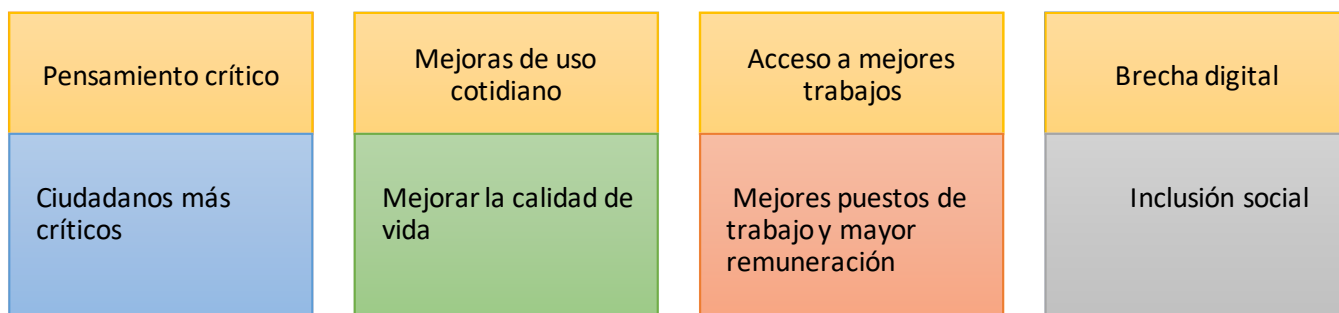 Pensamiento crítico
Ciudadanos más
críticos
Mejoras de uso
cotidiano
Mejorar la calidad de
vida
Acceso a mejores
trabajos
Mejores puestos de
trabajo y mayor
remuneración
Brecha digital
Inclusión social